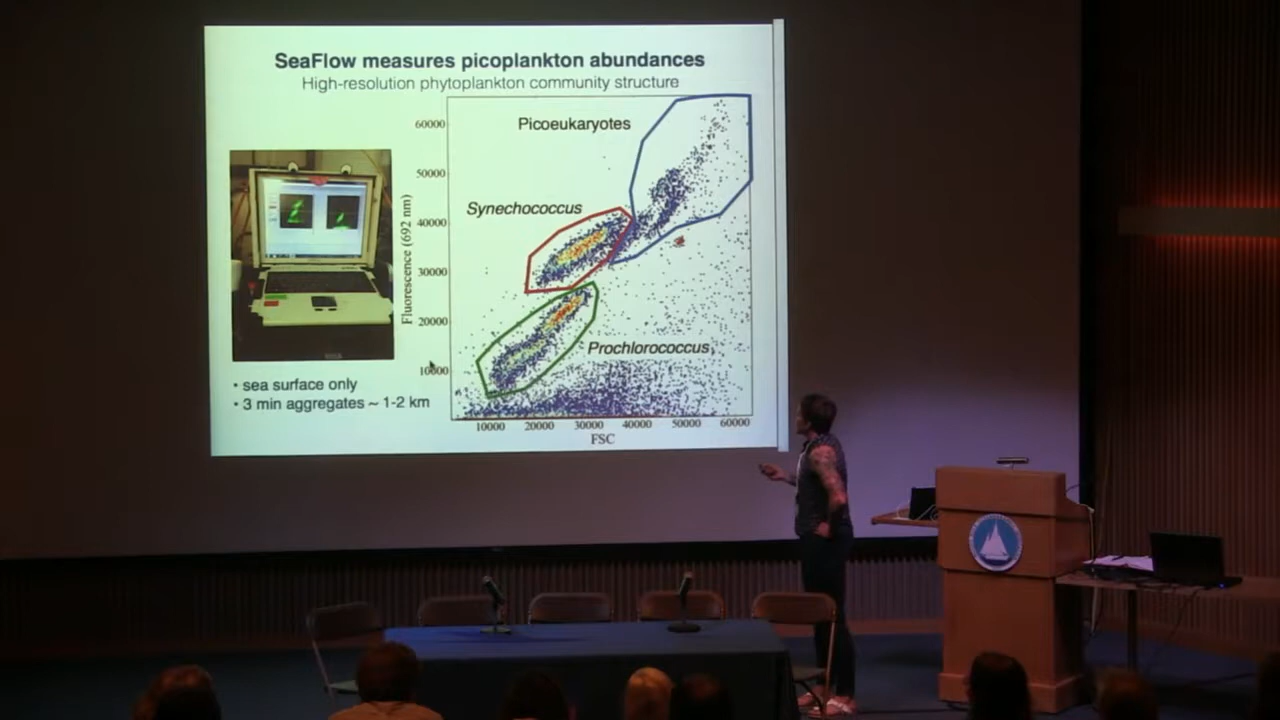 SeaFlow measures picoplankton abundances
High-resolution phytoplankton community structure
Picoeukaryotes
Synechococcus
Prochlorococcus
Fluorescence (692 nm)
60000
50000
40000
30000
20000
10000
10000 20000 30000 40000 50000 60000
FSC
• sea surface only
• 3 min aggregates ~ 1-2 km